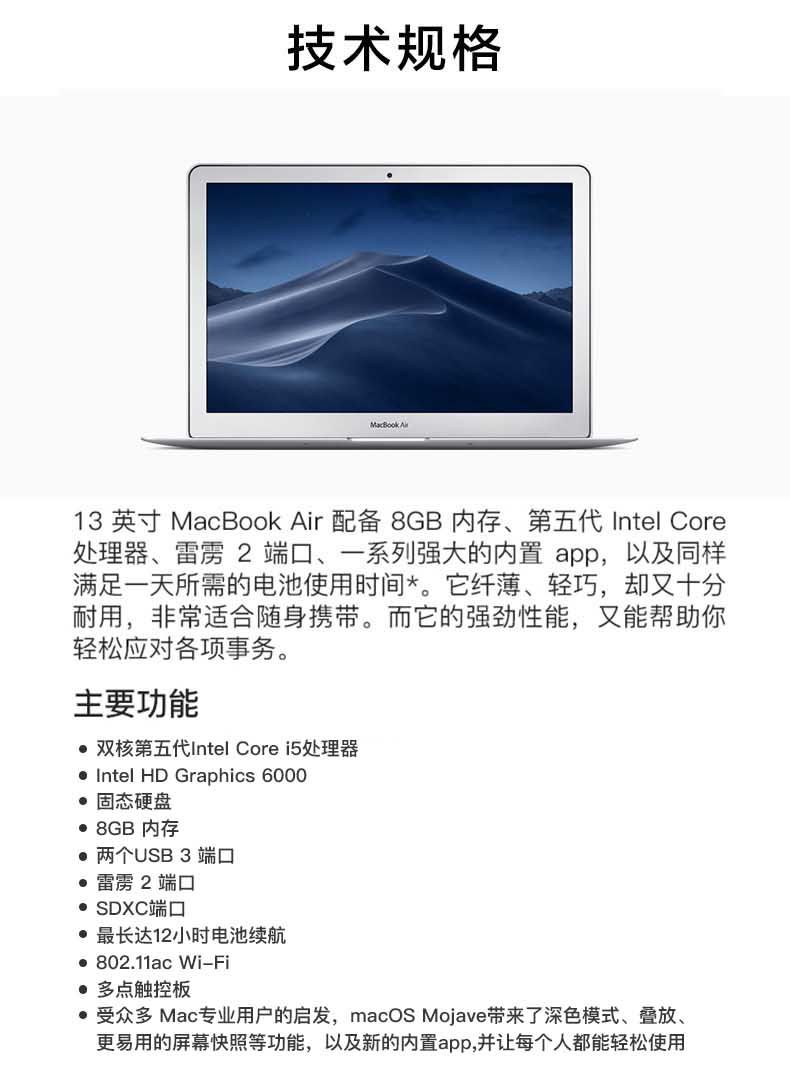 技术规格
MacBook Air
13 英寸 MacBook Air 配备 8GB 内存、第五代 Intel Core
处理器、雷雳 2 端口、一系列强大的内置 app，以及同样
满足一天所需的电池使用时间*。它纤薄、轻巧，却又十分
耐用，非常适合随身携带。而它的强劲性能，又能帮助你
轻松应对各项事务。
主要功能
• 双核第五代Intel Core i5处理器
• Intel HD Graphics 6000
• 固态硬盘
• 8GB 内存
• 两个USB 3 端口
• 雷雳 2 端口
• SDXC端口
• 最长达12小时电池续航
• 802.11ac Wi-Fi
• 多点触控板
• 受众多 Mac专业用户的启发，macOS Mojave带来了深色模式、叠放、
更易用的屏幕快照等功能，以及新的内置app,并让每个人都能轻松使用